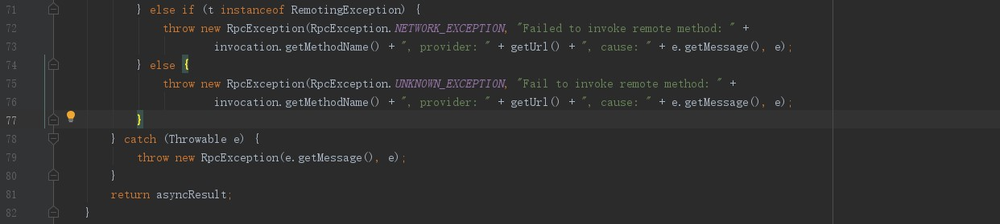 71 } else if (t instanceof RemotingException) {
72 throw new RpcException(RpcException.NETWORK_EXCEPTION, "Failed to invoke remote method: " +
73 invocation.getMethodName() + ", provider: " + getUrl() + ", cause: " + e.getMessage(), e);
74 } else {
75 throw new RpcException(RpcException.UNKNOWN_EXCEPTION, "Fail to invoke remote method: " +
76 invocation.getMethodName() + ", provider: " + getUrl() + ", cause: " + e.getMessage(), e);
77 }
78 } catch (Throwable e) {
79 throw new RpcException(e.getMessage(), e);
80 }
81 return asyncResult;
82 }